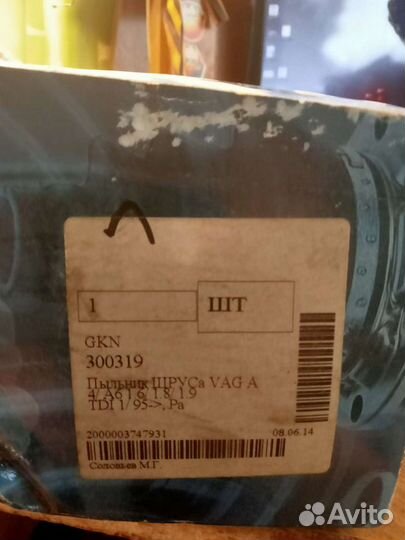 1 ШТ
GKN
300319
Пыльник ШРУСа VAG A
4/ A6 1.6/ 1.8/ 1.9
TDI 1/ 95->, Pa
2000003747931 08.06.14
Соловьев М.Г.
Avito